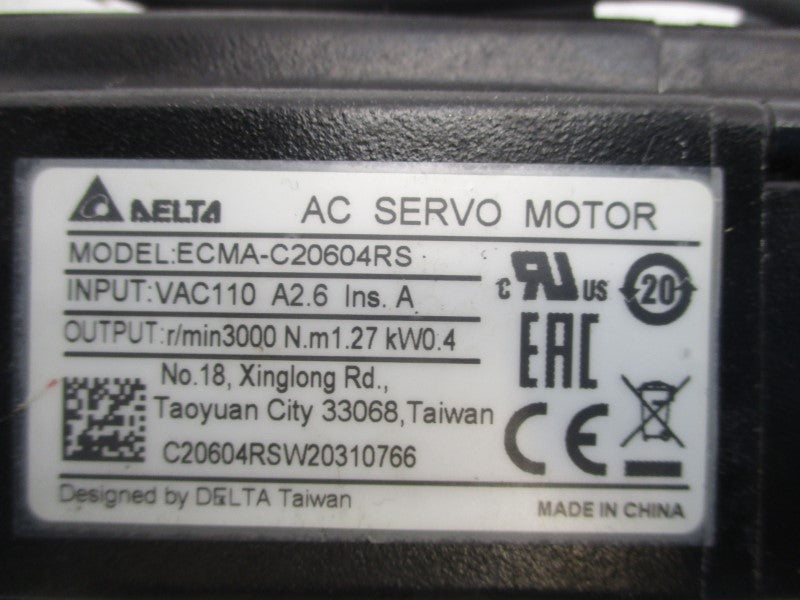 DELTA AC SERVO MOTOR
MODEL:ECMA-C20604RS
INPUT:VAC110 A2.6 Ins. A
OUTPUT:r/min3000 N.m1.27 kW0.4
c RU US 20
EAC
No.18, Xinglong Rd.,
Taoyuan City 33068,Taiwan
C20604RSW20310766
CE
Designed by DELTA Taiwan
MADE IN CHINA